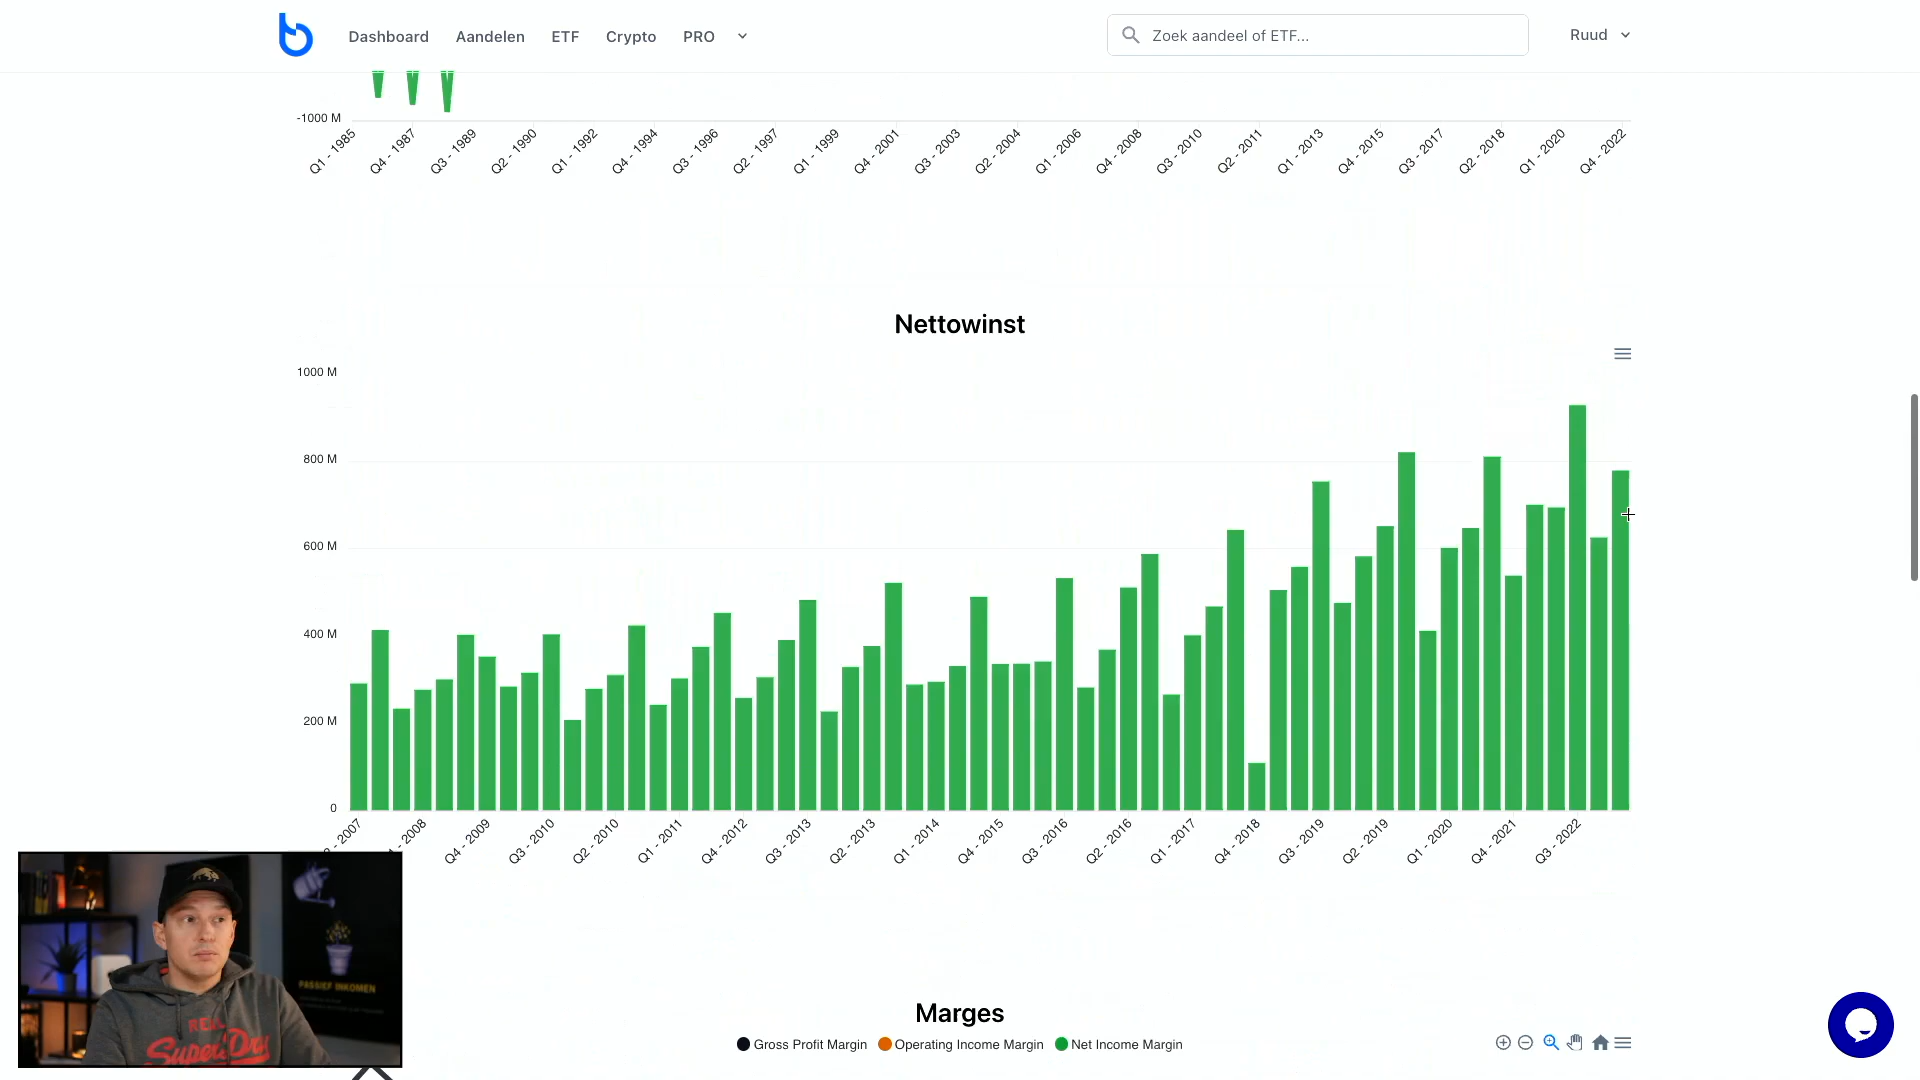 Dashboard Aandelen ETF Crypto PRO
Zoek aandeel of ETF...
Ruud
-1000 M
Q1 - 1985 Q4 - 1987 Q3 - 1989 Q2 - 1990 Q1 - 1992 Q4 - 1994 Q3 - 1996 Q2 - 1997 Q1 - 1999 Q4 - 2001 Q3 - 2003 Q2 - 2004 Q1 - 2006 Q4 - 2008 Q3 - 2010 Q2 - 2011 Q1 - 2013 Q4 - 2015 Q3 - 2017 Q2 - 2018 Q1 - 2020 Q4 - 2022
Nettowinst
1000 M
800 M
600 M
400 M
200 M
0
- 2007 - 2008 Q4 - 2009 Q3 - 2010 Q2 - 2010 Q1 - 2011 Q4 - 2012 Q3 - 2013 Q2 - 2013 Q1 - 2014 Q4 - 2015 Q3 - 2016 Q2 - 2016 Q1 - 2017 Q4 - 2018 Q3 - 2019 Q2 - 2019 Q1 - 2020 Q4 - 2021 Q3 - 2022
PASSIEF INKOMEN
Superdry
Marges
Gross Profit Margin Operating Income Margin Net Income Margin